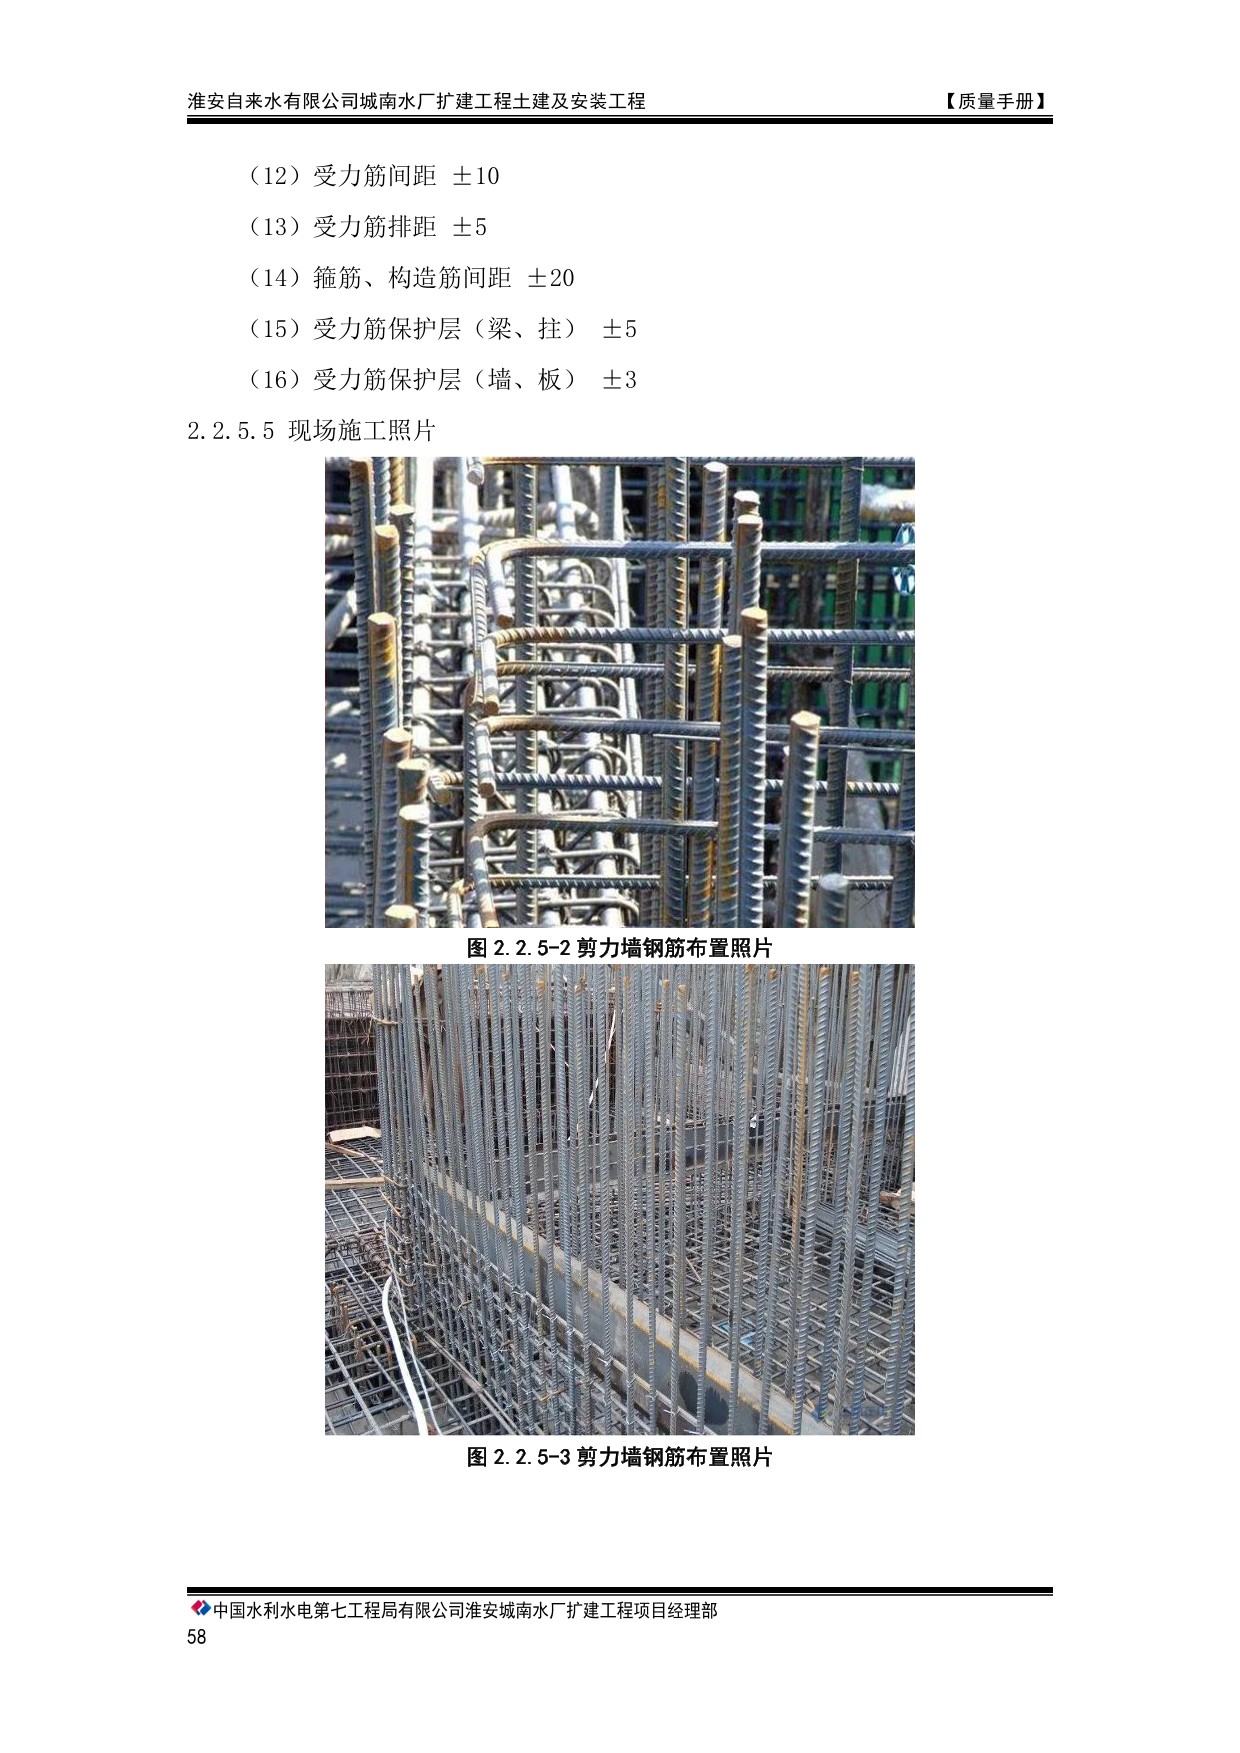 淮安自来水有限公司城南水厂扩建工程土建及安装工程 【质量手册】
（12）受力筋间距 ±10
（13）受力筋排距 ±5
（14）箍筋、构造筋间距 ±20
（15）受力筋保护层（梁、拄） ±5
（16）受力筋保护层（墙、板） ±3
2.2.5.5 现场施工照片
图 2.2.5-2 剪力墙钢筋布置照片
图 2.2.5-3 剪力墙钢筋布置照片
中国水利水电第七工程局有限公司淮安城南水厂扩建工程项目经理部
58